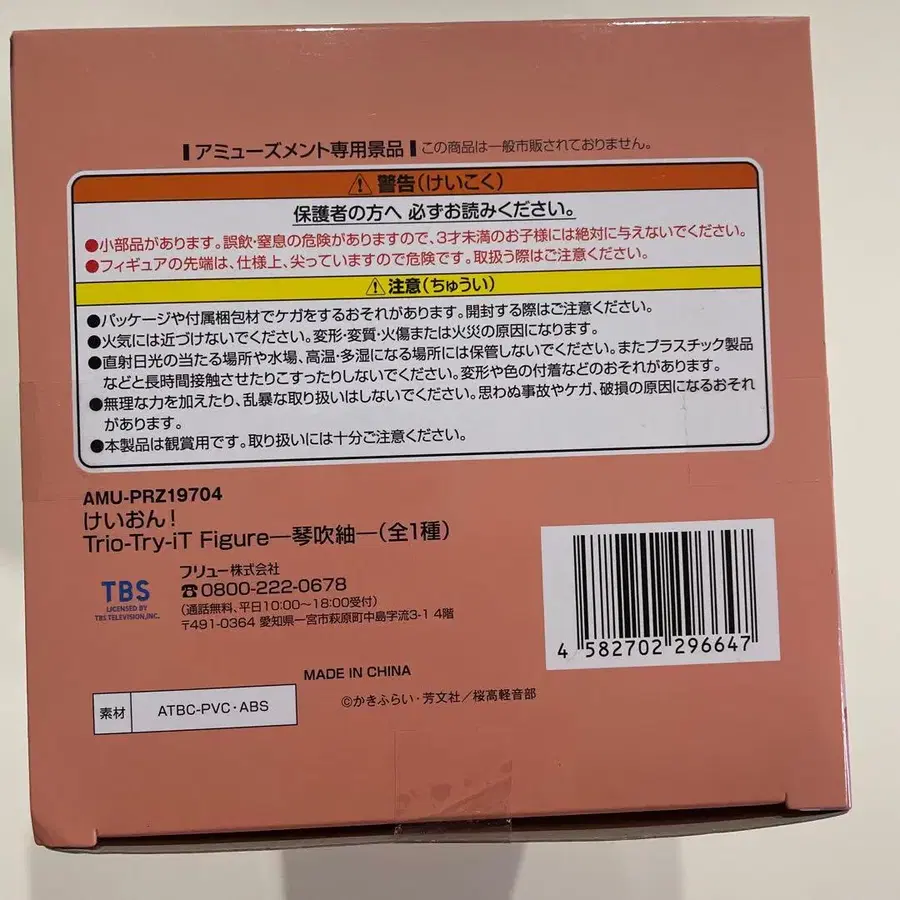 ▌アミューズメント専用景品▐ この商品は一般市販されておりません。
⚠警告(けいこく)
保護者の方へ 必ずお読みください。
●小部品があります。誤飲・窒息の危険がありますので、3才未満のお子様には絶対に与えないでください。
●フィギュアの先端は、仕様上、尖っていますので危険です。取扱う際はご注意ください。
⚠注意(ちゅうい)
●パッケージや付属梱包材でケガをするおそれがあります。開封する際はご注意ください。
●火気には近づけないでください。変形・変質・火傷または火災の原因になります。
●直射日光の当たる場所や水場、高温・多湿になる場所には保管しないでください。またプラスチック製品
などと長時間接触させたりこすったりしないでください。変形や色の付着などのおそれがあります。
●無理な力を加えたり、乱暴な取り扱いはしないでください。思わぬ事故やケガ、破損の原因になるおそれ
があります。
●本製品は観賞用です。取り扱いには十分ご注意ください。
AMU-PRZ19704
けいおん!
Trio-Try-iT Figure―琴吹紬―(全1種)
TBS
LICENSED BY
TBS TELEVISION,INC.
フリュー株式会社
☎0800-222-0678
(通話無料、平日10:00~18:00受付)
〒491-0364 愛知県一宮市萩原町中島字流3-1 4階
4 582702 296647
MADE IN CHINA
素材 ATBC-PVC・ABS
©かきふらい・芳文社/桜高軽音部